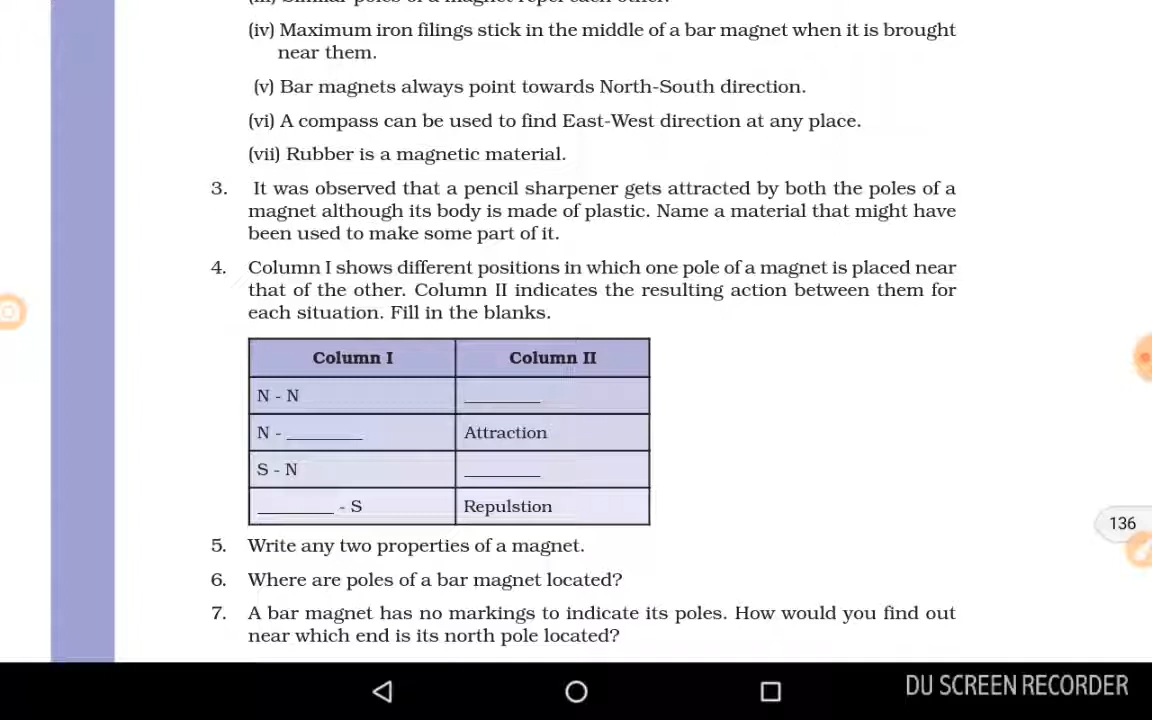 (iii) Similar poles of a magnet repel each other.
(iv) Maximum iron filings stick in the middle of a bar magnet when it is brought
near them.
(v) Bar magnets always point towards North-South direction.
(vi) A compass can be used to find East-West direction at any place.
(vii) Rubber is a magnetic material.
3. It was observed that a pencil sharpener gets attracted by both the poles of a
magnet although its body is made of plastic. Name a material that might have
been used to make some part of it.
4. Column I shows different positions in which one pole of a magnet is placed near
that of the other. Column II indicates the resulting action between them for
each situation. Fill in the blanks.
Column I Column II
N - N ________
N - ________ Attraction
S - N ________
________ - S Repulstion
5. Write any two properties of a magnet.
6. Where are poles of a bar magnet located?
7. A bar magnet has no markings to indicate its poles. How would you find out
near which end is its north pole located?
136
DU SCREEN RECORDER